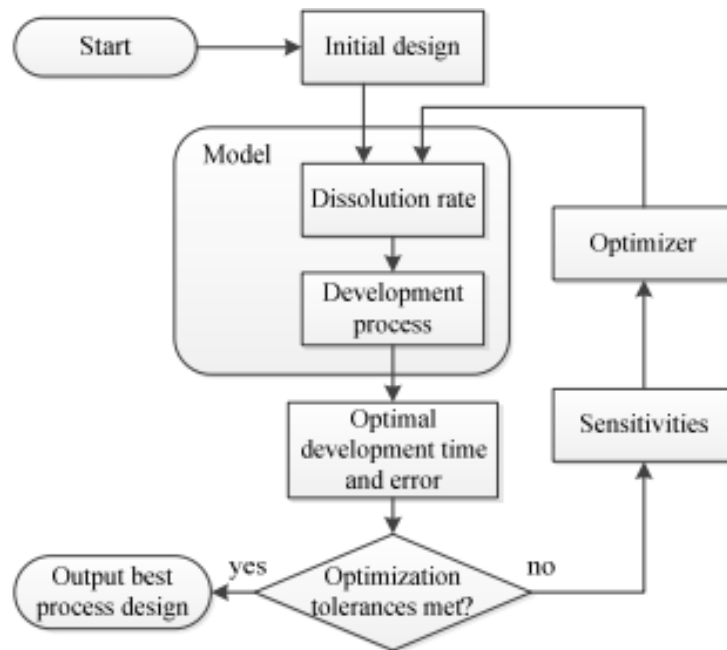 Start
Initial design
Model
Dissolution rate
Optimizer
Development
process
Optimal
development time
and error
Sensitivities
yes
no
Output best
process design
Optimization
tolerances met?